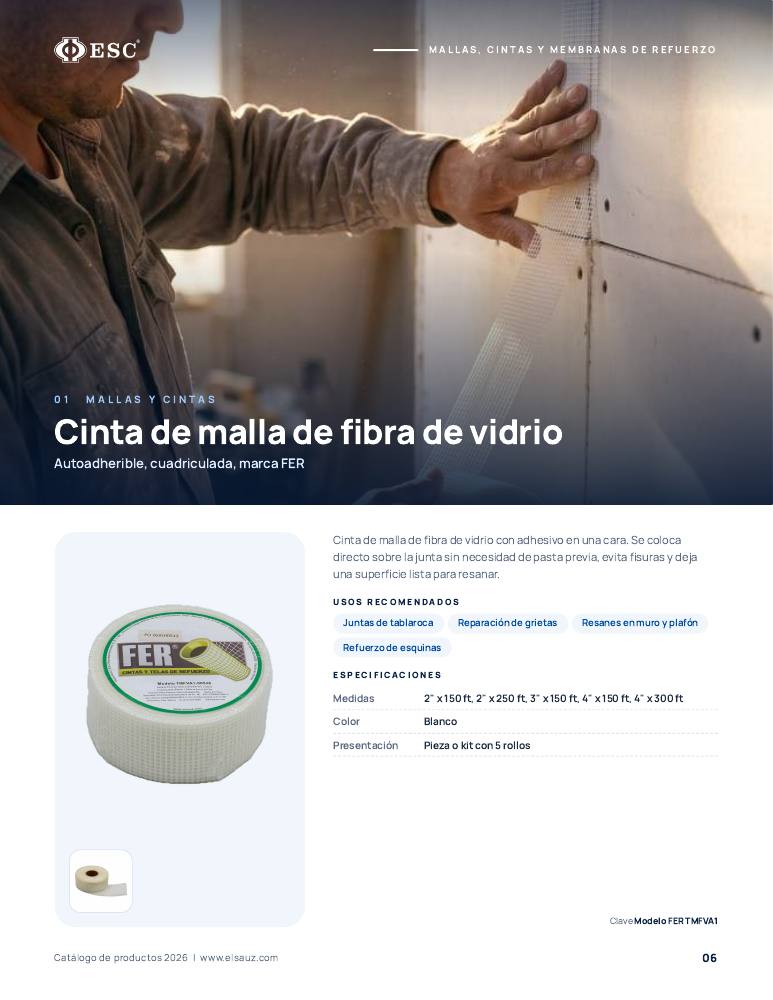 ESC
MALLAS, CINTAS Y MEMBRANAS DE REFUERZO
01 MALLAS Y CINTAS
Cinta de malla de fibra de vidrio
Autoadherible, cuadriculada, marca FER
Cinta de malla de fibra de vidrio con adhesivo en una cara. Se coloca
directo sobre la junta sin necesidad de pasta previa, evita fisuras y deja
una superficie lista para resanar.
USOS RECOMENDADOS
Juntas de tablaroca Reparación de grietas Resanes en muro y plafón
Refuerzo de esquinas
ESPECIFICACIONES
Medidas 2" x 150 ft, 2" x 250 ft, 3" x 150 ft, 4" x 150 ft, 4" x 300 ft
Color Blanco
Presentación Pieza o kit con 5 rollos
FER
CINTAS Y TELAS DE REFUERZO
Clave Modelo FERTMFVA1
Catálogo de productos 2026 | www.elsauz.com
06